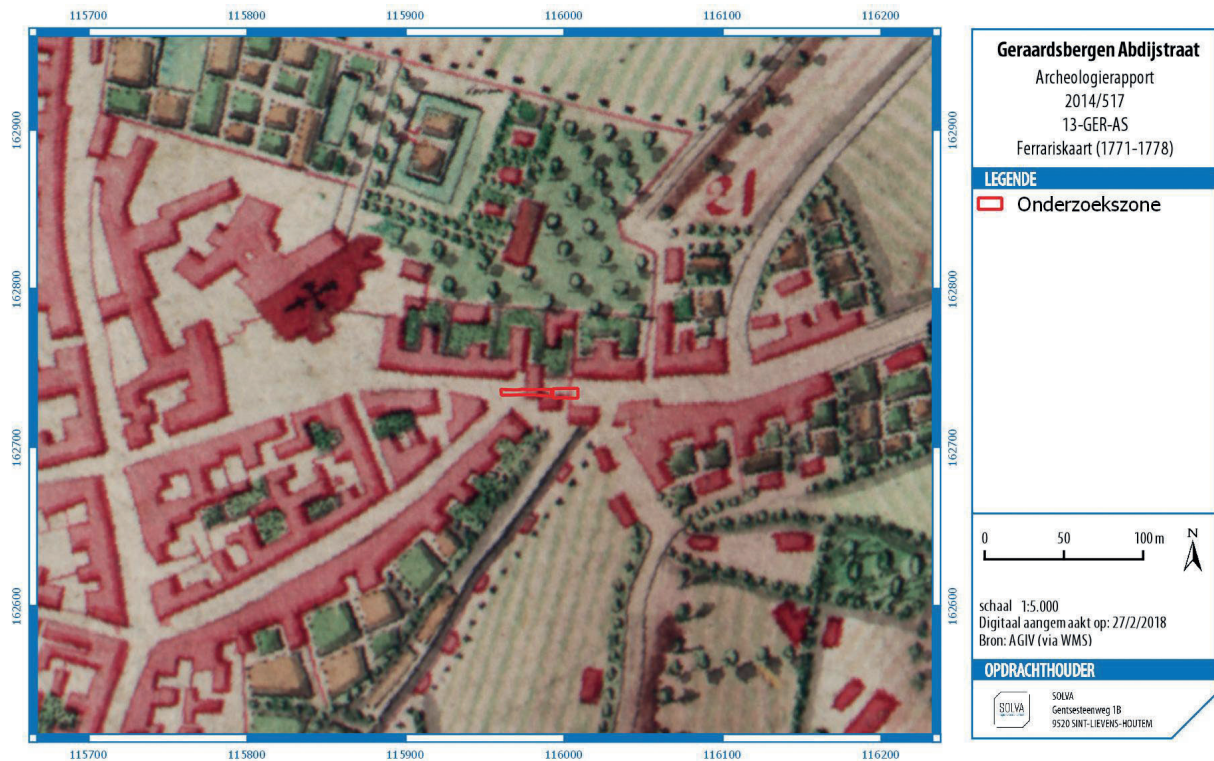 115700 115800 115900 116000 116100 116200
162900
162800
162700
162600
21
162900
162800
162700
162600
115700 115800 115900 116000 116100 116200
Geraardsbergen Abdijstraat
Archeologierapport
2014/517
13-GER-AS
Ferrariskaart (1771-1778)
LEGENDE
Onderzoekszone
0 50 100 m
N
schaal 1:5.000
Digitaal aangemaakt op: 27/2/2018
Bron: AGIV (via WMS)
OPDRACHTHOUDER
SOLVA
SOLVA
Gentsesteenweg 1B
9520 SINT-LIEVENS-HOUTEM